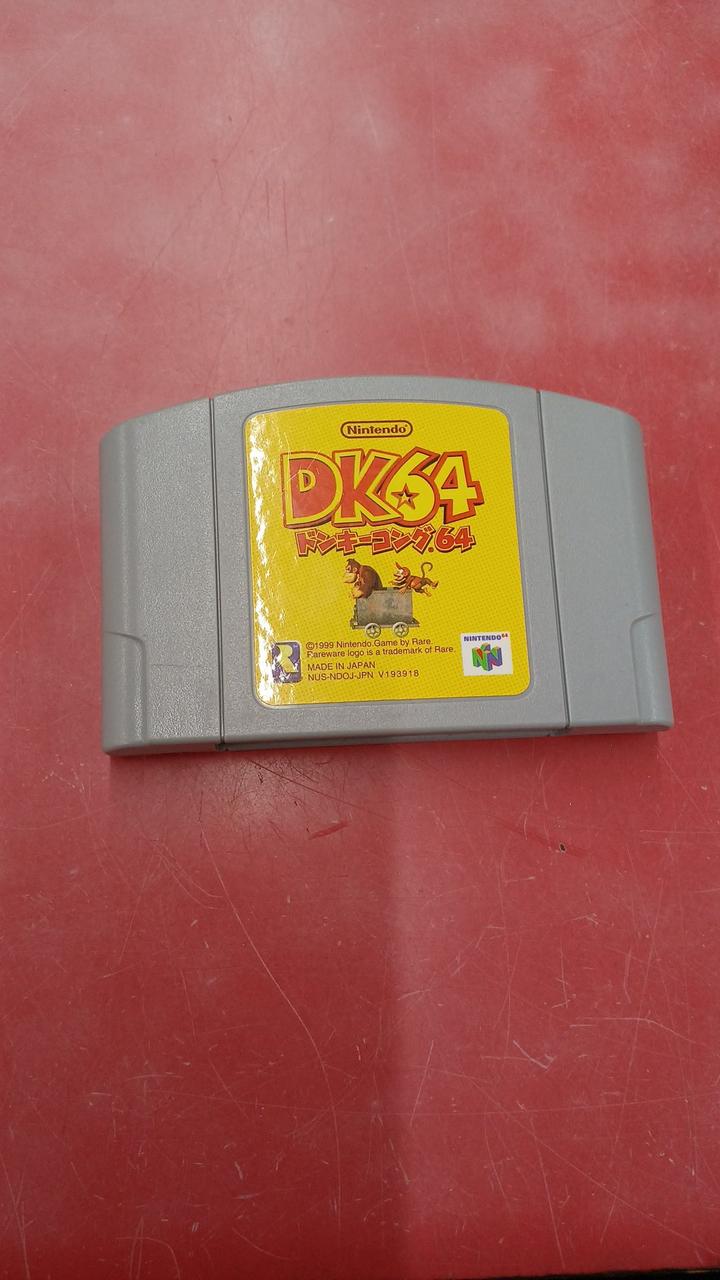 Nintendo
DK64
ドンキーコング64
R
©1999 Nintendo.Game by Rare.
Rareware logo is a trademark of Rare.
MADE IN JAPAN
NUS-NDOJ-JPN V193918
NINTENDO64
N